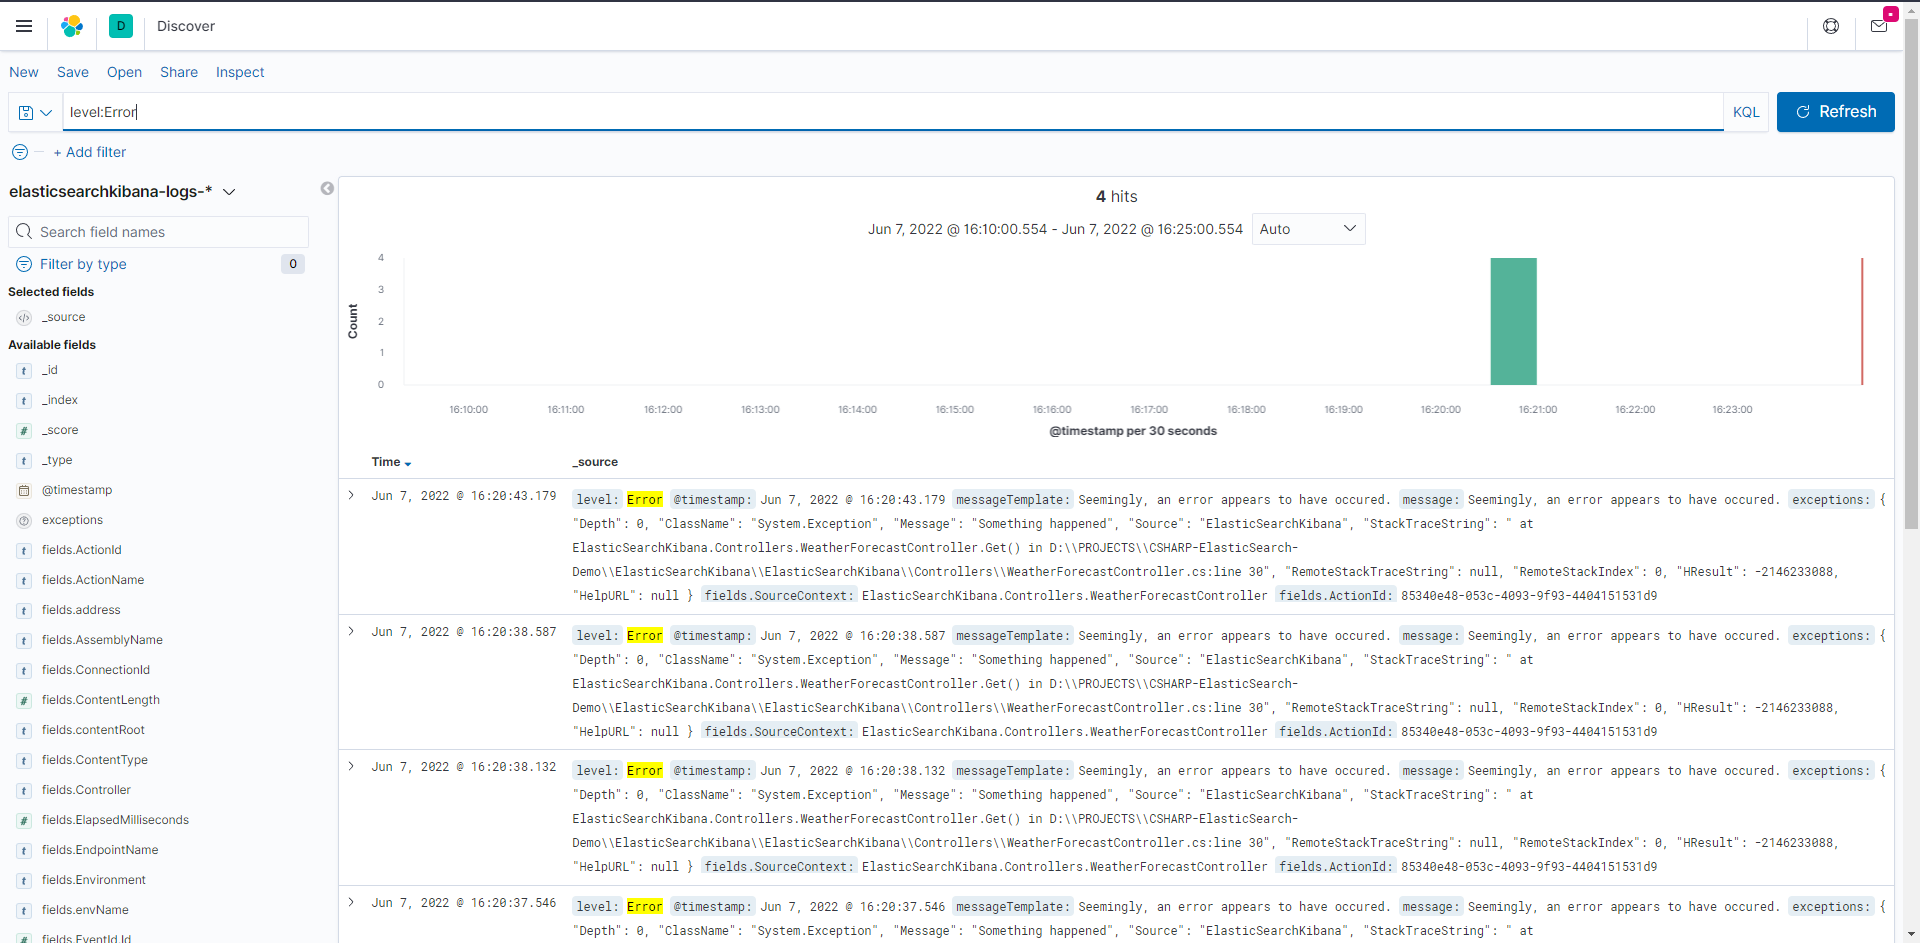 D Discover
New Save Open Share Inspect
level:Error KQL Refresh
+ Add filter
elasticsearchkibana-logs-*
Search field names
Filter by type 0
Selected fields
_source
Available fields
_id
_index
_score
_type
@timestamp
exceptions
fields.ActionId
fields.ActionName
fields.address
fields.AssemblyName
fields.ConnectionId
fields.ContentLength
fields.contentRoot
fields.ContentType
fields.Controller
fields.ElapsedMilliseconds
fields.EndpointName
fields.Environment
fields.envName
fields.EventId.Id
4 hits
Jun 7, 2022 @ 16:10:00.554 - Jun 7, 2022 @ 16:25:00.554 Auto
Count
4
3
2
1
0
16:10:00 16:11:00 16:12:00 16:13:00 16:14:00 16:15:00 16:16:00 16:17:00 16:18:00 16:19:00 16:20:00 16:21:00 16:22:00 16:23:00
@timestamp per 30 seconds
Time _source
Jun 7, 2022 @ 16:20:43.179 level: Error @timestamp: Jun 7, 2022 @ 16:20:43.179 messageTemplate: Seemingly, an error appears to have occured. message: Seemingly, an error appears to have occured. exceptions: {
"Depth": 0, "ClassName": "System.Exception", "Message": "Something happened", "Source": "ElasticSearchKibana", "StackTraceString": " at
ElasticSearchKibana.Controllers.WeatherForecastController.Get() in D:\\PROJECTS\\CSHARP-ElasticSearch-
Demo\\ElasticSearchKibana\\ElasticSearchKibana\\Controllers\\WeatherForecastController.cs:line 30", "RemoteStackTraceString": null, "RemoteStackIndex": 0, "HResult": -2146233088,
"HelpURL": null } fields.SourceContext: ElasticSearchKibana.Controllers.WeatherForecastController fields.ActionId: 85340e48-053c-4093-9f93-4404151531d9
Jun 7, 2022 @ 16:20:38.587 level: Error @timestamp: Jun 7, 2022 @ 16:20:38.587 messageTemplate: Seemingly, an error appears to have occured. message: Seemingly, an error appears to have occured. exceptions: {
"Depth": 0, "ClassName": "System.Exception", "Message": "Something happened", "Source": "ElasticSearchKibana", "StackTraceString": " at
ElasticSearchKibana.Controllers.WeatherForecastController.Get() in D:\\PROJECTS\\CSHARP-ElasticSearch-
Demo\\ElasticSearchKibana\\ElasticSearchKibana\\Controllers\\WeatherForecastController.cs:line 30", "RemoteStackTraceString": null, "RemoteStackIndex": 0, "HResult": -2146233088,
"HelpURL": null } fields.SourceContext: ElasticSearchKibana.Controllers.WeatherForecastController fields.ActionId: 85340e48-053c-4093-9f93-4404151531d9
Jun 7, 2022 @ 16:20:38.132 level: Error @timestamp: Jun 7, 2022 @ 16:20:38.132 messageTemplate: Seemingly, an error appears to have occured. message: Seemingly, an error appears to have occured. exceptions: {
"Depth": 0, "ClassName": "System.Exception", "Message": "Something happened", "Source": "ElasticSearchKibana", "StackTraceString": " at
ElasticSearchKibana.Controllers.WeatherForecastController.Get() in D:\\PROJECTS\\CSHARP-ElasticSearch-
Demo\\ElasticSearchKibana\\ElasticSearchKibana\\Controllers\\WeatherForecastController.cs:line 30", "RemoteStackTraceString": null, "RemoteStackIndex": 0, "HResult": -2146233088,
"HelpURL": null } fields.SourceContext: ElasticSearchKibana.Controllers.WeatherForecastController fields.ActionId: 85340e48-053c-4093-9f93-4404151531d9
Jun 7, 2022 @ 16:20:37.546 level: Error @timestamp: Jun 7, 2022 @ 16:20:37.546 messageTemplate: Seemingly, an error appears to have occured. message: Seemingly, an error appears to have occured. exceptions: {
"Depth": 0, "ClassName": "System.Exception", "Message": "Something happened", "Source": "ElasticSearchKibana", "StackTraceString": " at